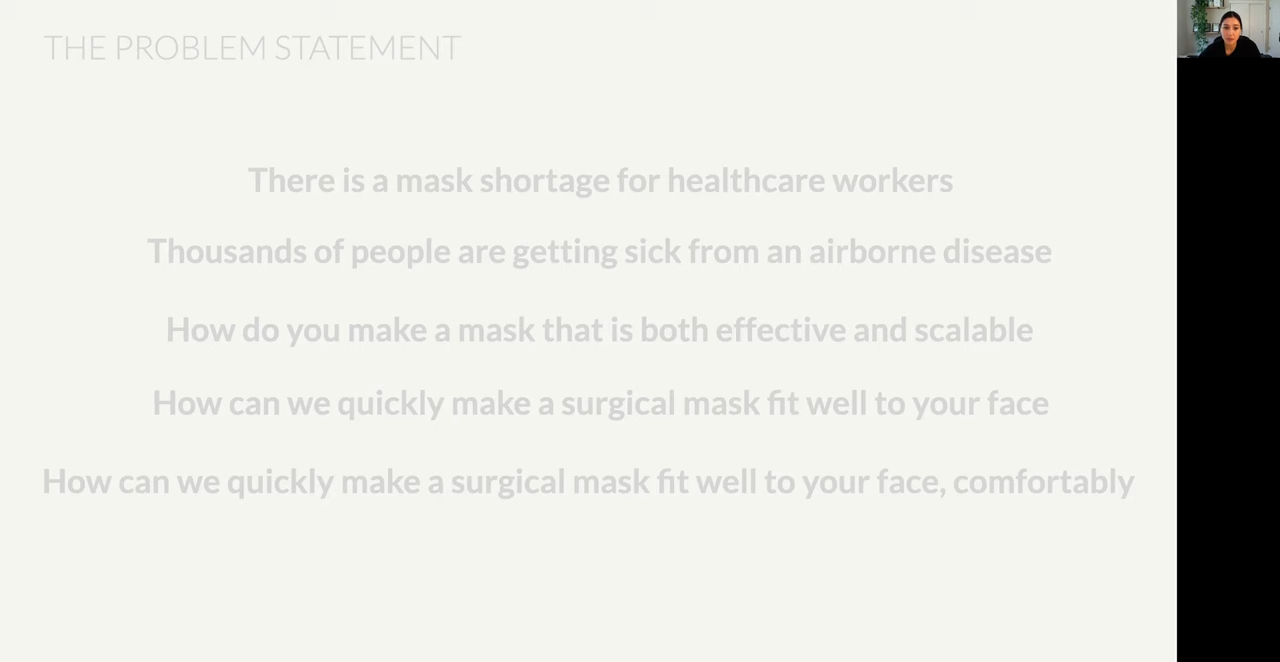 THE PROBLEM STATEMENT
There is a mask shortage for healthcare workers
Thousands of people are getting sick from an airborne disease
How do you make a mask that is both effective and scalable
How can we quickly make a surgical mask fit well to your face
How can we quickly make a surgical mask fit well to your face, comfortably